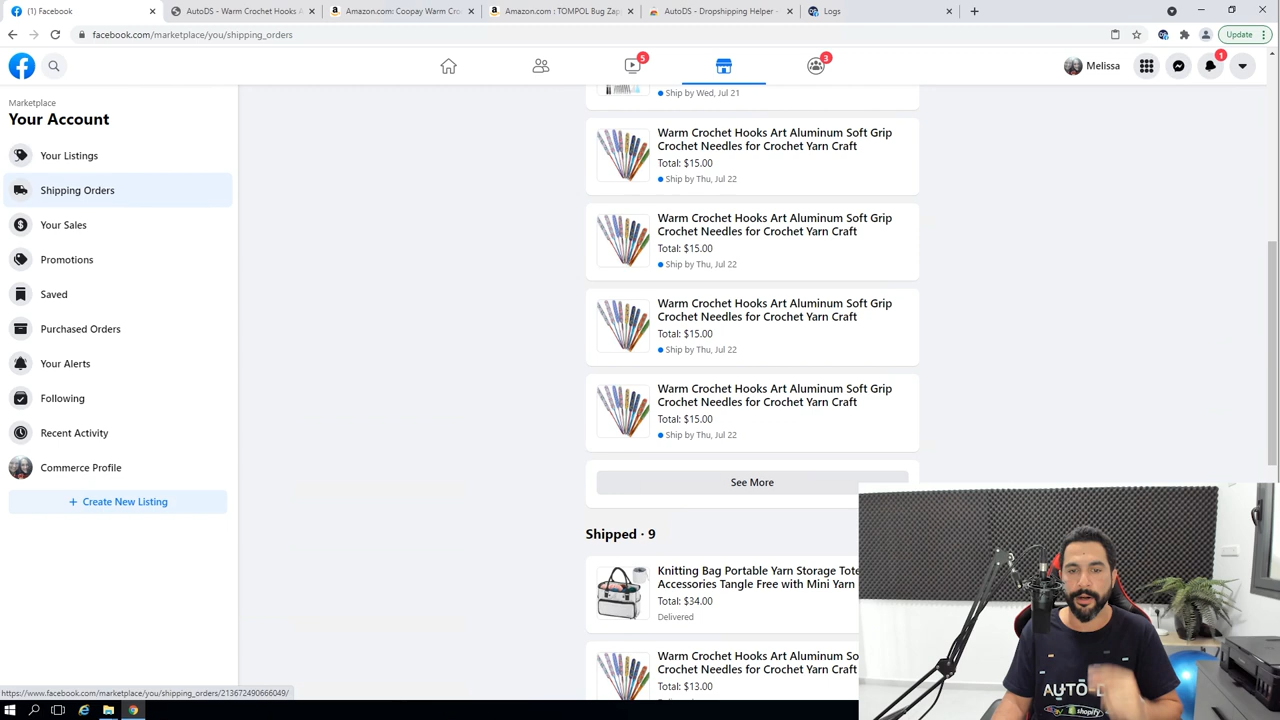 (1) Facebook
AutoDS - Warm Crochet Hooks A
Amazon.com: Coopay Warm Cro
Amazon.com : TOMPOL Bug Zap
AutoDS - Dropshipping Helper -
Logs
facebook.com/marketplace/you/shipping_orders
Update
5
3
Melissa
1
Marketplace
Your Account
Your Listings
Shipping Orders
Your Sales
Promotions
Saved
Purchased Orders
Your Alerts
Following
Recent Activity
Commerce Profile
+ Create New Listing
Ship by Wed, Jul 21
Warm Crochet Hooks Art Aluminum Soft Grip
Crochet Needles for Crochet Yarn Craft
Total: $15.00
Ship by Thu, Jul 22
Warm Crochet Hooks Art Aluminum Soft Grip
Crochet Needles for Crochet Yarn Craft
Total: $15.00
Ship by Thu, Jul 22
Warm Crochet Hooks Art Aluminum Soft Grip
Crochet Needles for Crochet Yarn Craft
Total: $15.00
Ship by Thu, Jul 22
Warm Crochet Hooks Art Aluminum Soft Grip
Crochet Needles for Crochet Yarn Craft
Total: $15.00
Ship by Thu, Jul 22
See More
Shipped · 9
Knitting Bag Portable Yarn Storage Tote
Accessories Tangle Free with Mini Yarn
Total: $34.00
Delivered
Warm Crochet Hooks Art Aluminum So
Crochet Needles for Crochet Yarn Craft
Total: $13.00
https://www.facebook.com/marketplace/you/shipping_orders/213672490666049/
AUTO-D
shopify